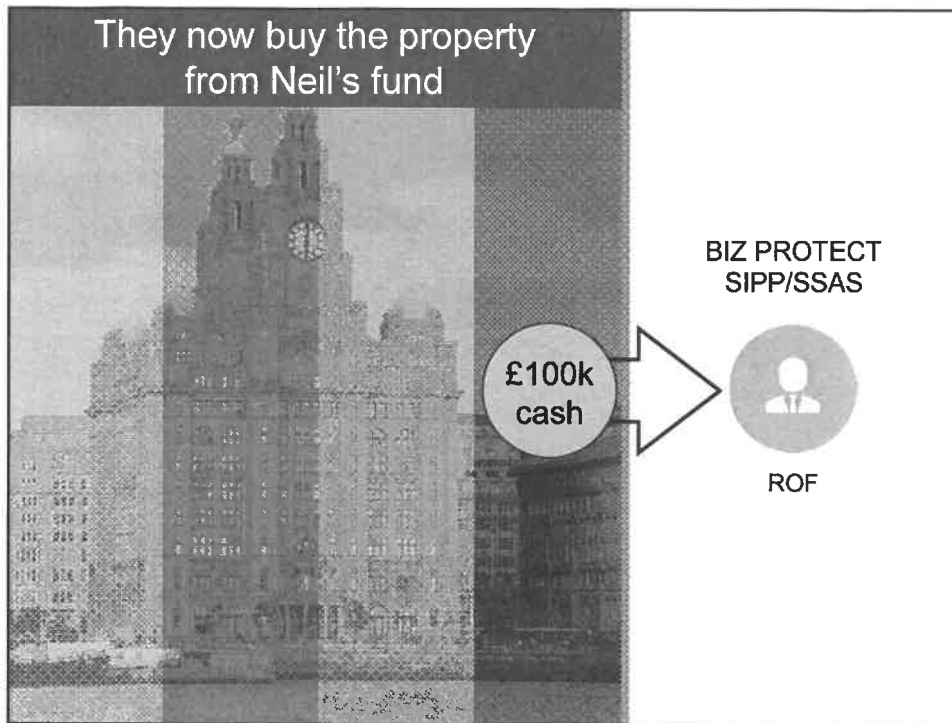 They now buy the property
from Neil's fund
£100k
cash
BIZ PROTECT
SIPP/SSAS
ROF